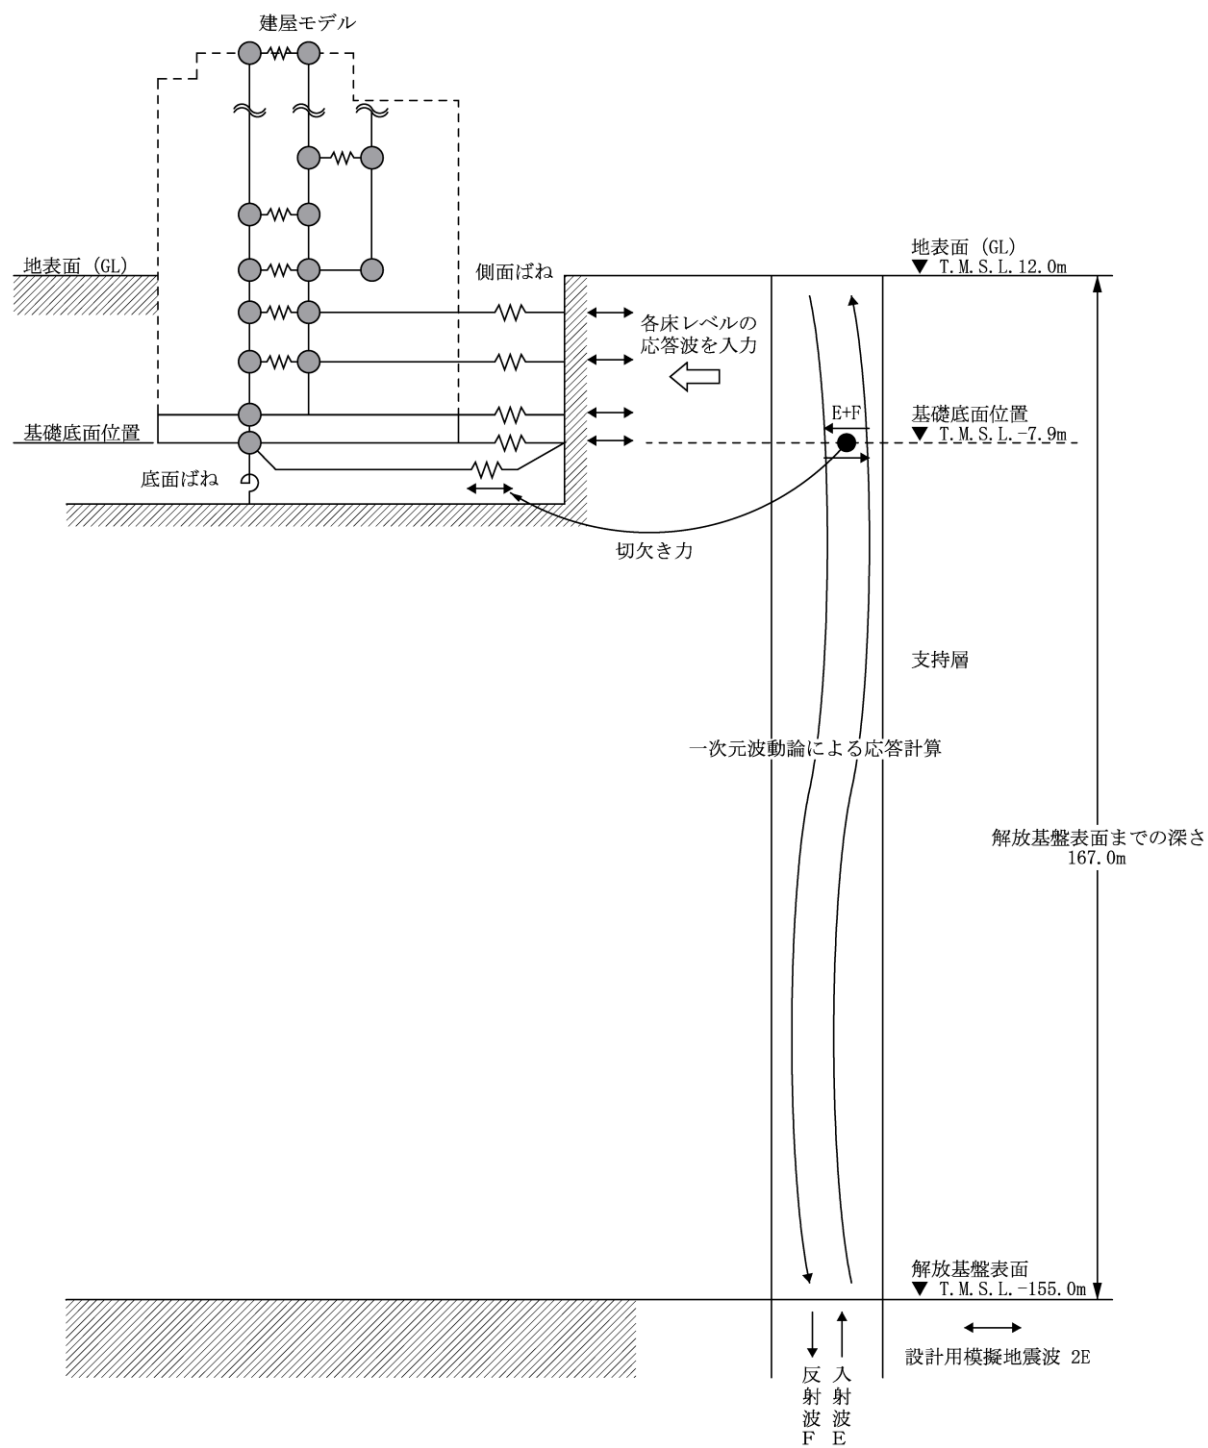 建屋モデル
地表面 (GL)
側面ばね
地表面 (GL)
▼ T.M.S.L.12.0m
各床レベルの
応答波を入力
E+F
基礎底面位置
基礎底面位置
▼ T.M.S.L.-7.9m
底面ばね
切欠き力
支持層
一次元波動論による応答計算
解放基盤表面までの深さ
167.0m
解放基盤表面
▼ T.M.S.L.-155.0m
設計用模擬地震波 2E
反射波F
入射波E